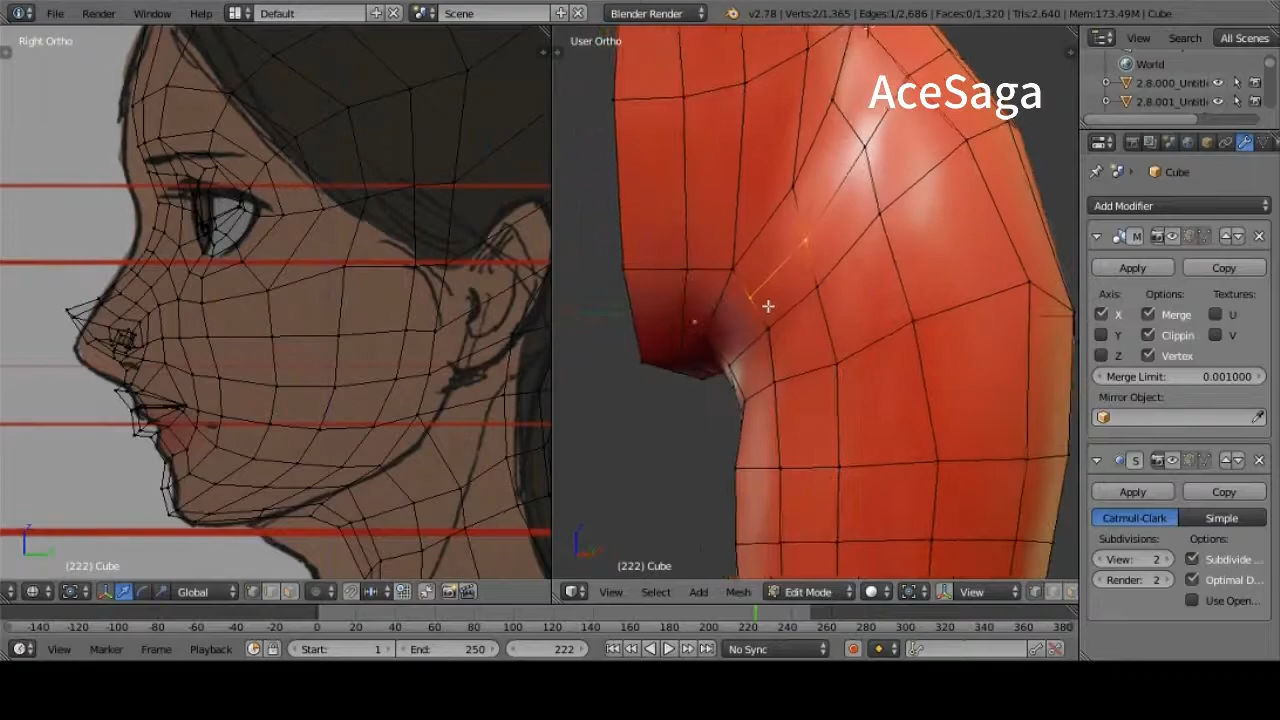 File Render Window Help Default Scene Blender Render v2.78 | Verts:2/1,365 | Edges:1/2,686 | Faces:0/1,320 | Tris:2,640 | Mem:173.49M | Cube
Right Ortho
User Ortho
View Search All Scenes
World
2.8.000_Untitl
2.8.001_Untitl
AceSaga
Cube
Add Modifier
M
Apply Copy
Axis: Options: Textures:
X Merge U
Y Clippin V
Z Vertex
Merge Limit: 0.001000
Mirror Object:
S
Apply Copy
Catmull-Clark Simple
Subdivisions: Options:
View: 2 Subdivide ...
Render: 2 Optimal D...
Use Open...
(222) Cube
(222) Cube
Global
View Select Add Mesh Edit Mode View
-140 -120 -100 -80 -60 -40 -20 0 20 40 60 80 100 120 140 160 180 200 220 240 260 280 300 320 340 360 380
View Marker Frame Playback Start: 1 End: 250 222 No Sync